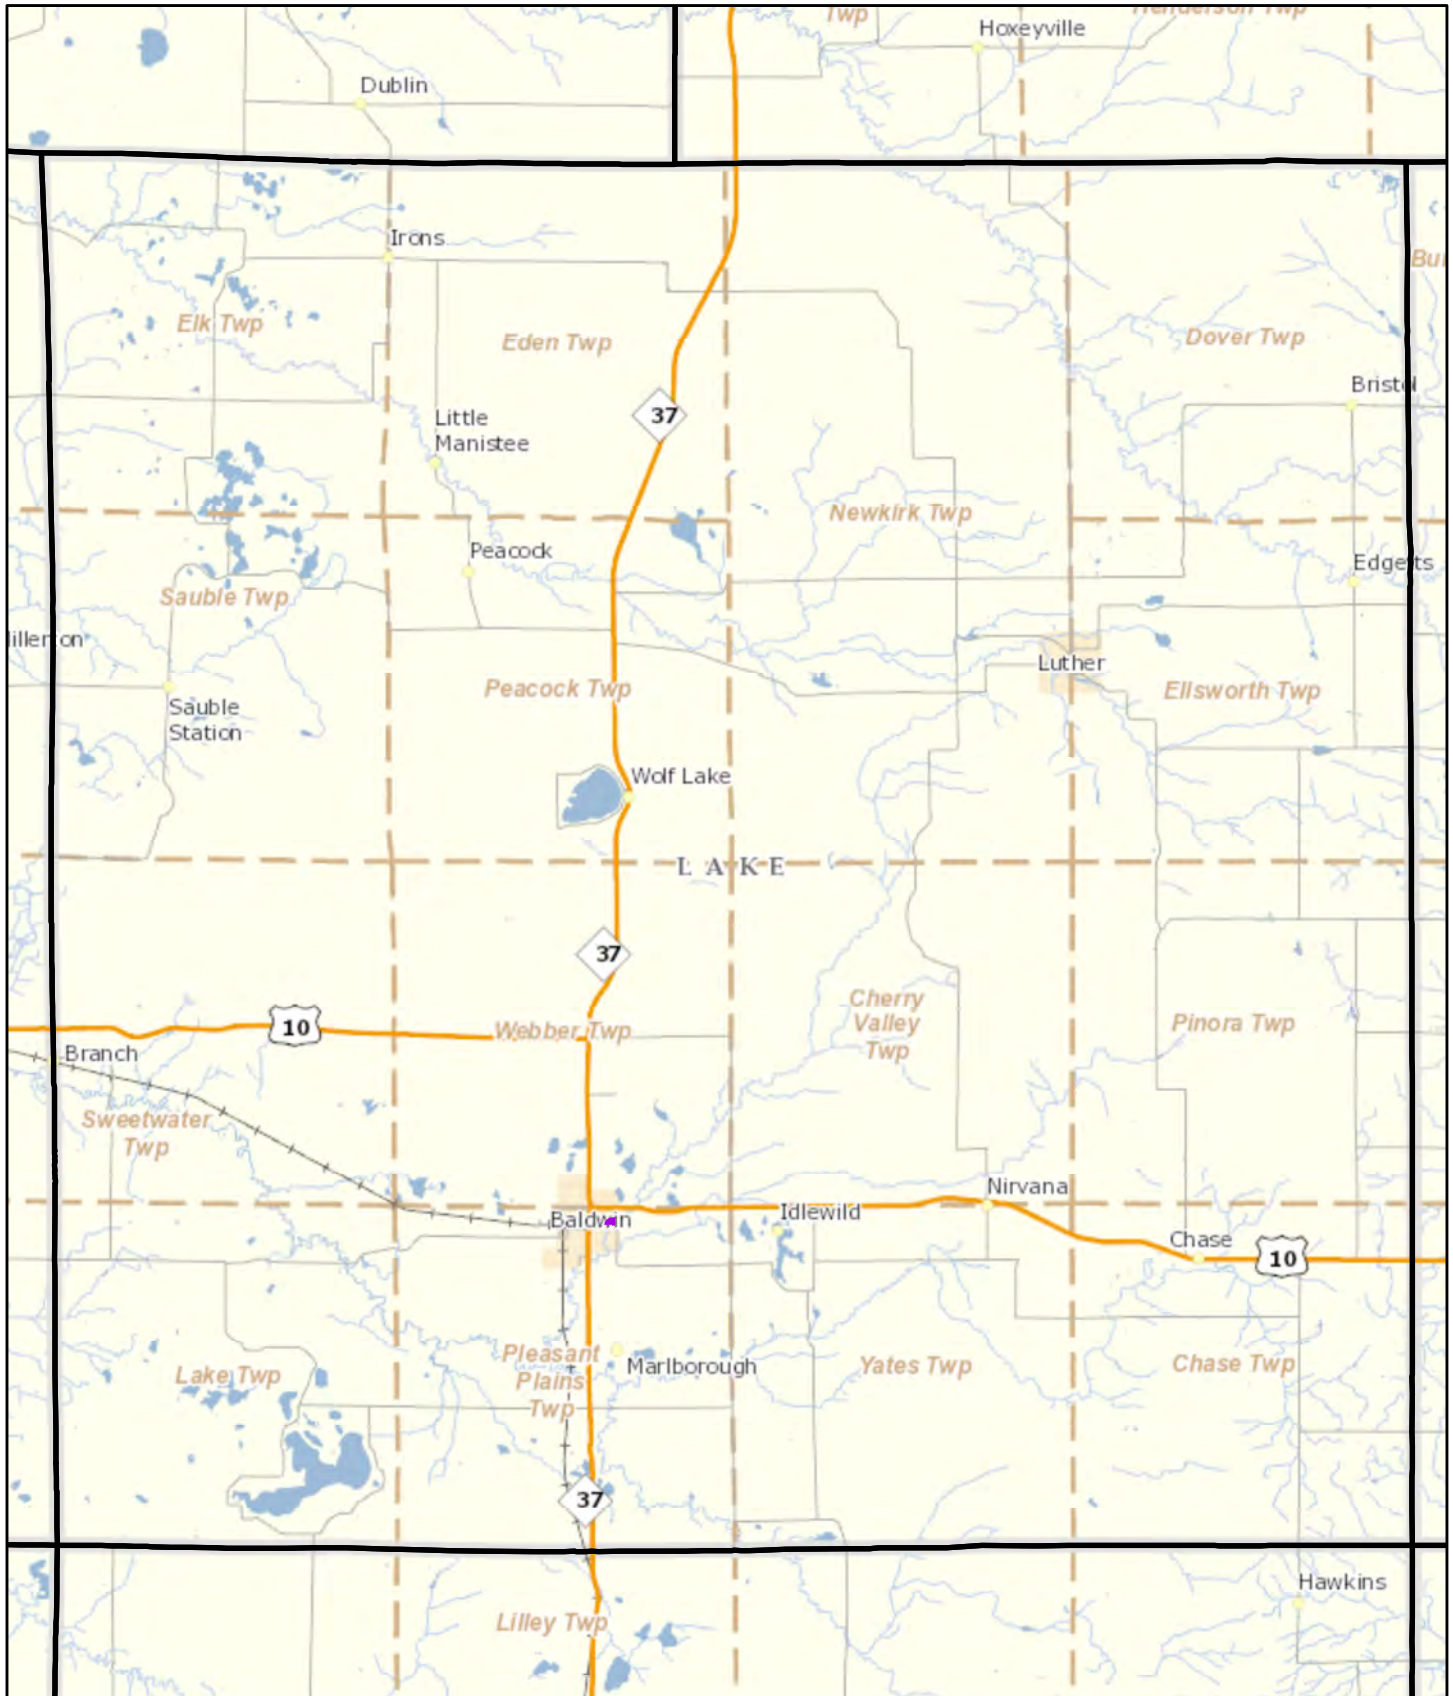 Twp
Henderson Twp
Hoxeyville
Dublin
Irons
Elk Twp
Eden Twp
Dover Twp
Bristol
37
Little
Manistee
Newkirk Twp
Peacock
Edgetts
Sauble Twp
Luther
Peacock Twp
Ellsworth Twp
Sauble
Station
Wolf Lake
LAKE
37
Cherry
Valley
Twp
10
Webber Twp
Pinora Twp
Branch
Sweetwater
Twp
Nirvana
Baldwin
Idlewild
Chase
10
Pleasant
Plains
Twp
Marlborough
Lake Twp
Yates Twp
Chase Twp
37
Hawkins
Lilley Twp